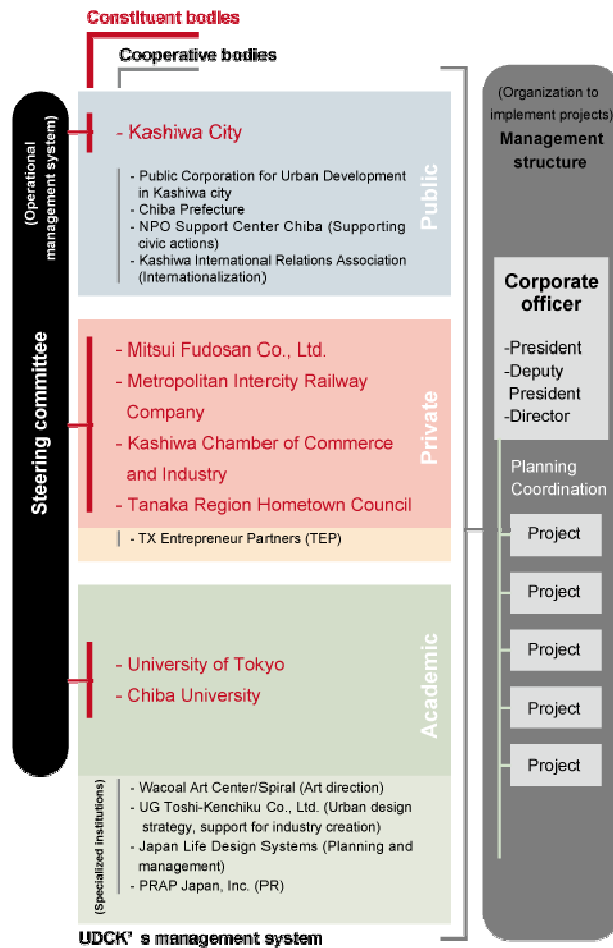 Constituent bodies
Cooperative bodies
(Operational
management system)
Steering committee
- Kashiwa City
- Public Corporation for Urban Development
in Kashiwa city
- Chiba Prefecture
- NPO Support Center Chiba (Supporting
civic actions)
- Kashiwa International Relations Association
(Internationalization)
Public
- Mitsui Fudosan Co., Ltd.
- Metropolitan Intercity Railway
Company
- Kashiwa Chamber of Commerce
and Industry
- Tanaka Region Hometown Council
Private
- TX Entrepreneur Partners (TEP)
- University of Tokyo
- Chiba University
Academic
(Specialized institutions)
- Wacoal Art Center/Spiral (Art direction)
- UG Toshi-Kenchiku Co., Ltd. (Urban design
strategy, support for industry creation)
- Japan Life Design Systems (Planning and
management)
- PRAP Japan, Inc. (PR)
UDCK’ s management system
(Organization to
implement projects)
Management
structure
Corporate
officer
-President
-Deputy
President
-Director
Planning
Coordination
Project
Project
Project
Project
Project